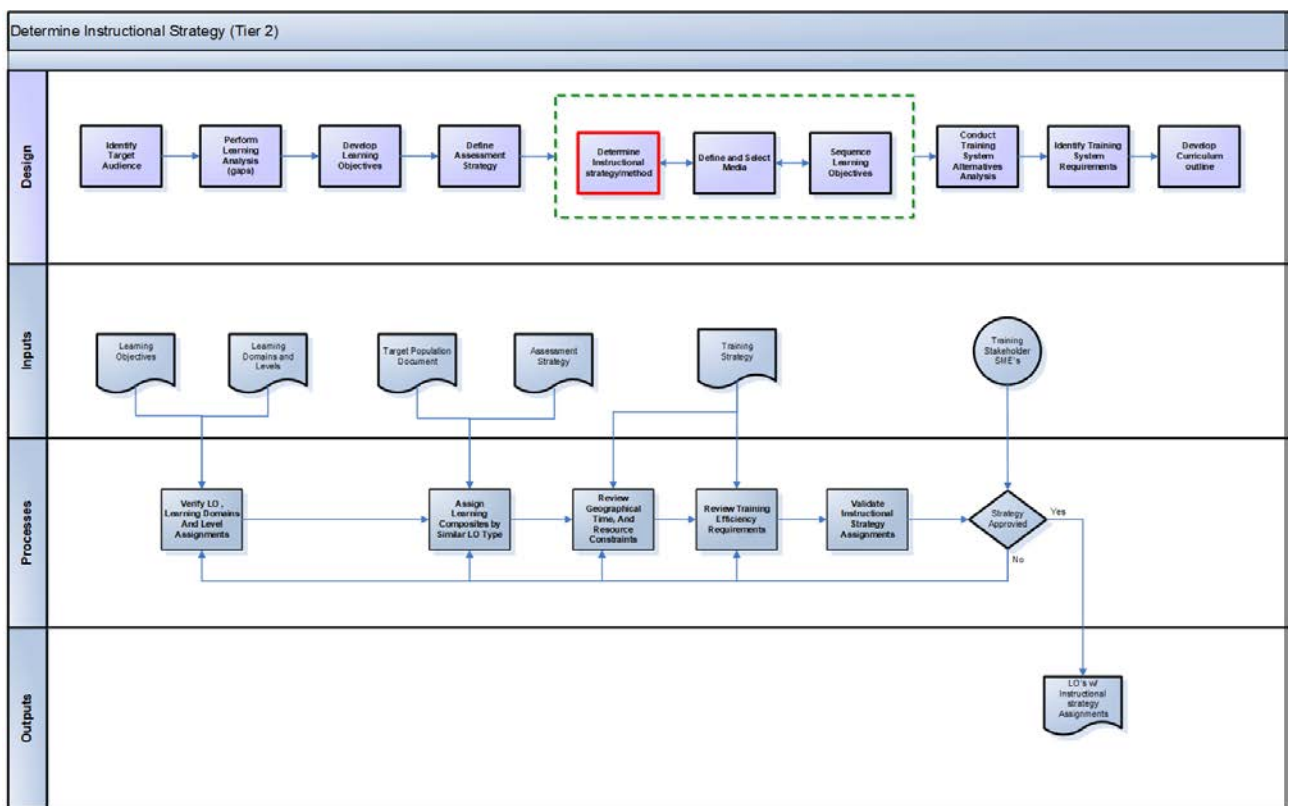 Determine Instructional Strategy (Tier 2)
Design
Identify
Target
Audience
Perform
Learning
Analysis
(gaps)
Develop
Learning
Objectives
Define
Assessment
Strategy
Determine
Instructional
strategy/method
Define and Select
Media
Sequence
Learning
Objectives
Conduct
Training
System
Alternatives
Analysis
Identify Training
System
Requirements
Develop
Curriculum
outline
Inputs
Learning
Objectives
Learning
Domains and
Levels
Target Population
Document
Assessment
Strategy
Training
Strategy
Training
Stakeholder
SME's
Processes
Verify LO ,
Learning Domains
And Level
Assignments
Assign
Learning
Composites by
Similar LO Type
Review
Geographical
Time, And
Resource
Constraints
Review Training
Efficiency
Requirements
Validate
Instructional
Strategy
Assignments
Strategy
Approvied
Yes
No
Outputs
LO's w/
Instructional
strategy
Assignments